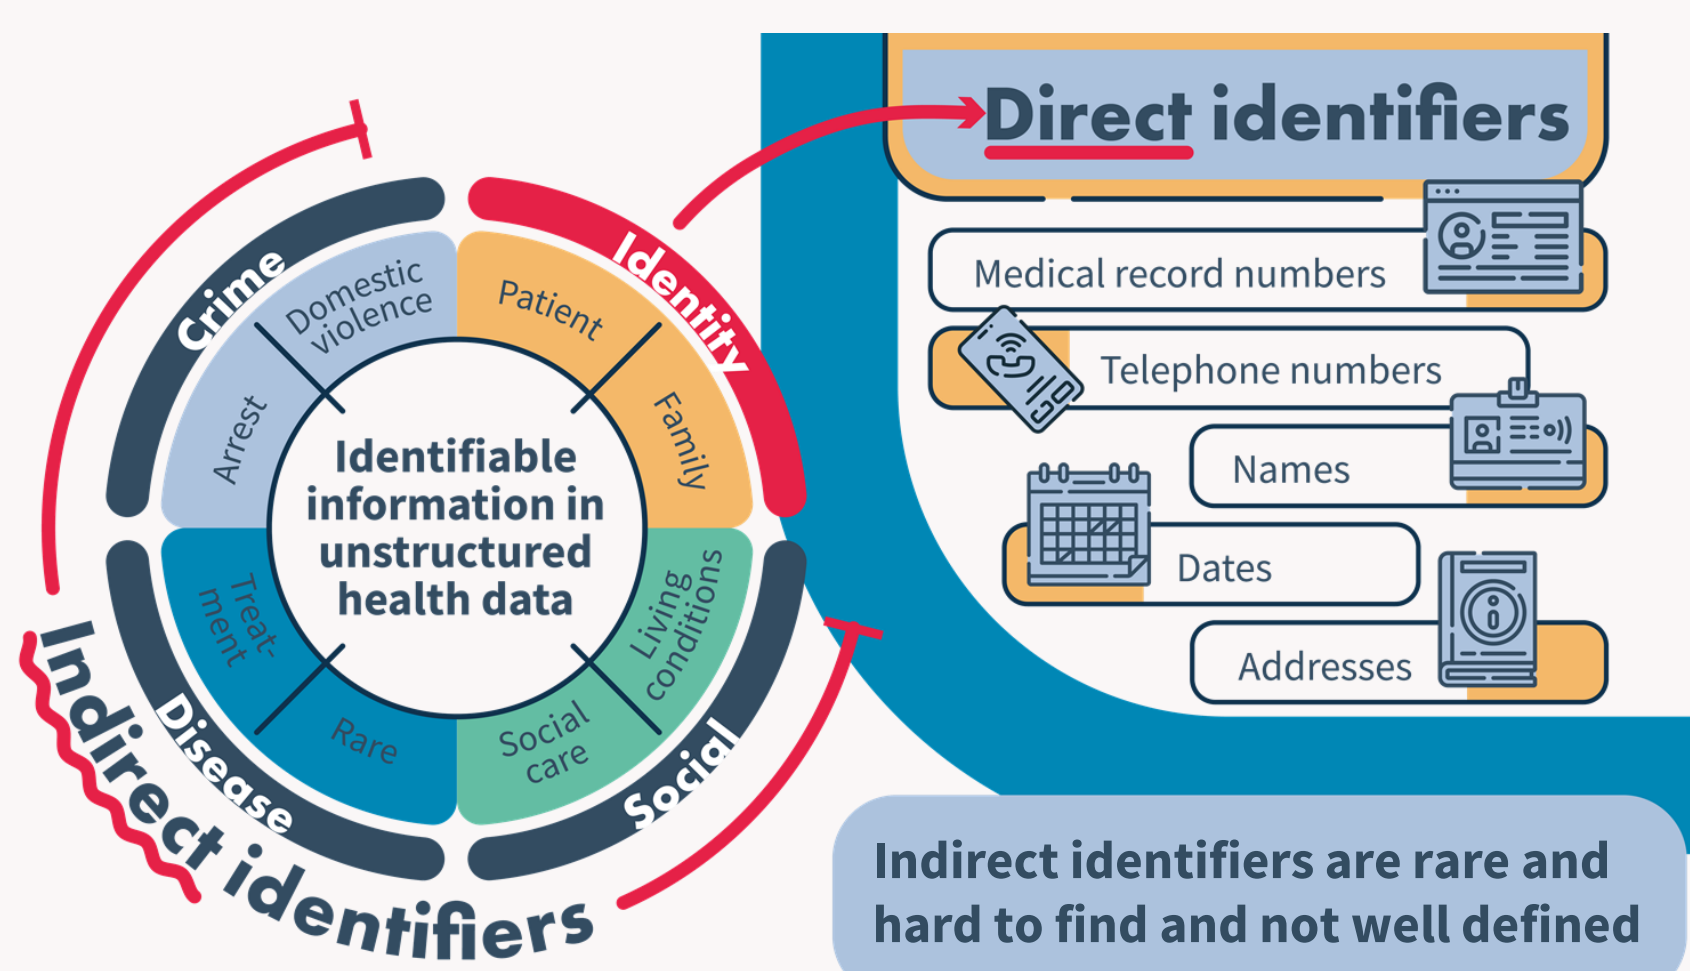 Direct identifiers
Medical record numbers
Telephone numbers
Names
Dates
Addresses
Identity
Patient
Family
Crime
Domestic
violence
Arrest
Identifiable
information in
unstructured
health data
Treat-
ment
Rare
Disease
Living
conditions
Social
care
Social
Indirect identifiers
Indirect identifiers are rare and
hard to find and not well defined